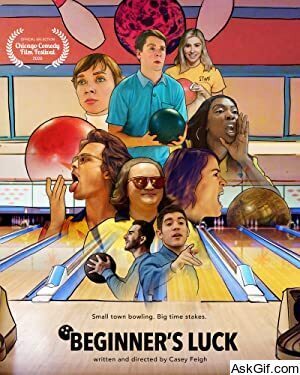 OFFICIAL SELECTION
Chicago Comedy
Film Festival
2020
STAFF
Small town bowling. Big time stakes.
BEGINNER'S LUCK
written and directed by Casey Feigh
AskGif.com